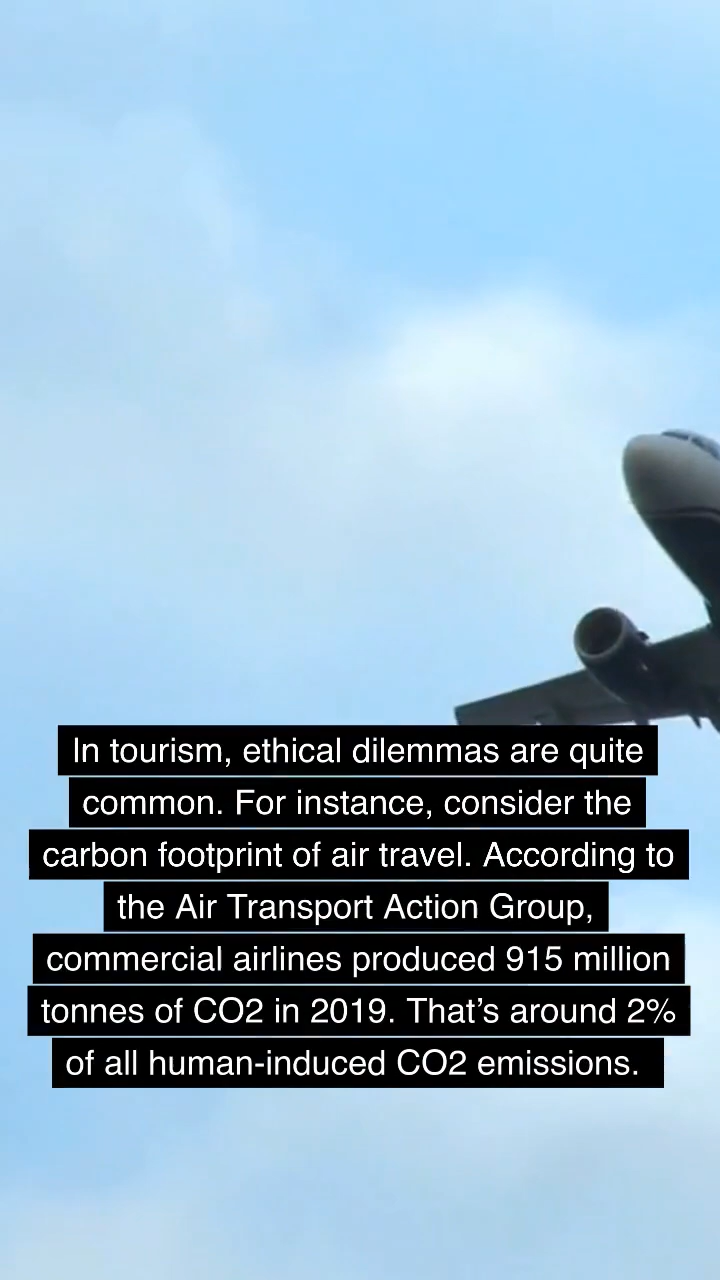 In tourism, ethical dilemmas are quite
common. For instance, consider the
carbon footprint of air travel. According to
the Air Transport Action Group,
commercial airlines produced 915 million
tonnes of CO2 in 2019. That’s around 2%
of all human-induced CO2 emissions.